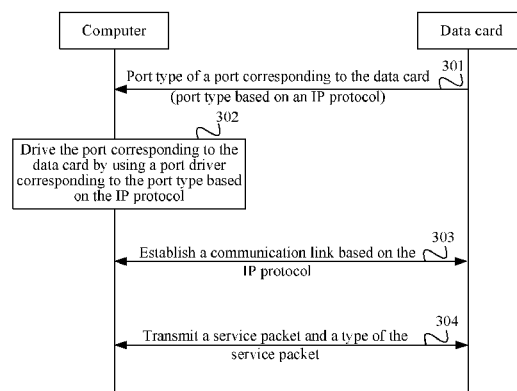 Computer
Data card
301
Port type of a port corresponding to the data card
(port type based on an IP protocol)
302
Drive the port corresponding to the
data card by using a port driver
corresponding to the port type based
on the IP protocol
303
Establish a communication link based on the
IP protocol
304
Transmit a service packet and a type of the
service packet